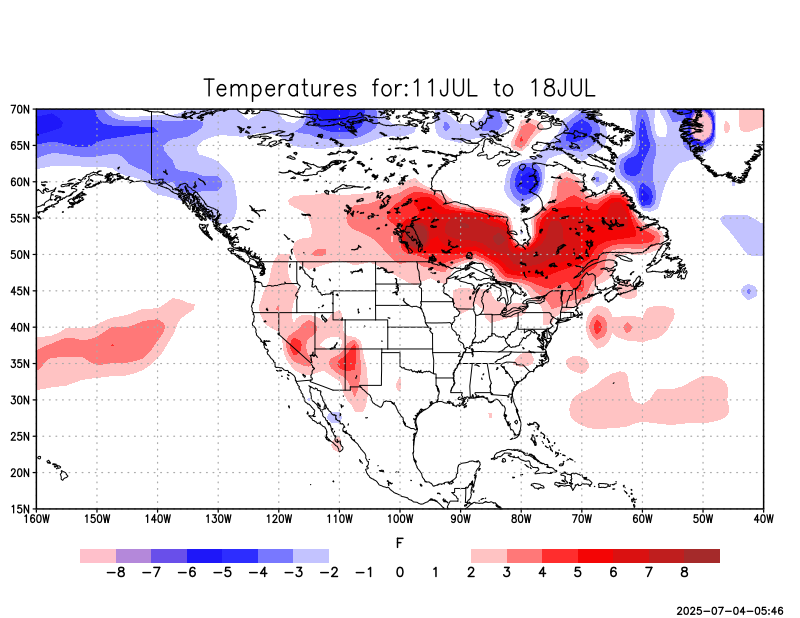 Temperatures for:11JUL to 18JUL
70N
65N
60N
55N
50N
45N
40N
35N
30N
25N
20N
15N
160W 150W 140W 130W 120W 110W 100W 90W 80W 70W 60W 50W 40W
F
-8 -7 -6 -5 -4 -3 -2 -1 0 1 2 3 4 5 6 7 8
2025-07-04-05:46